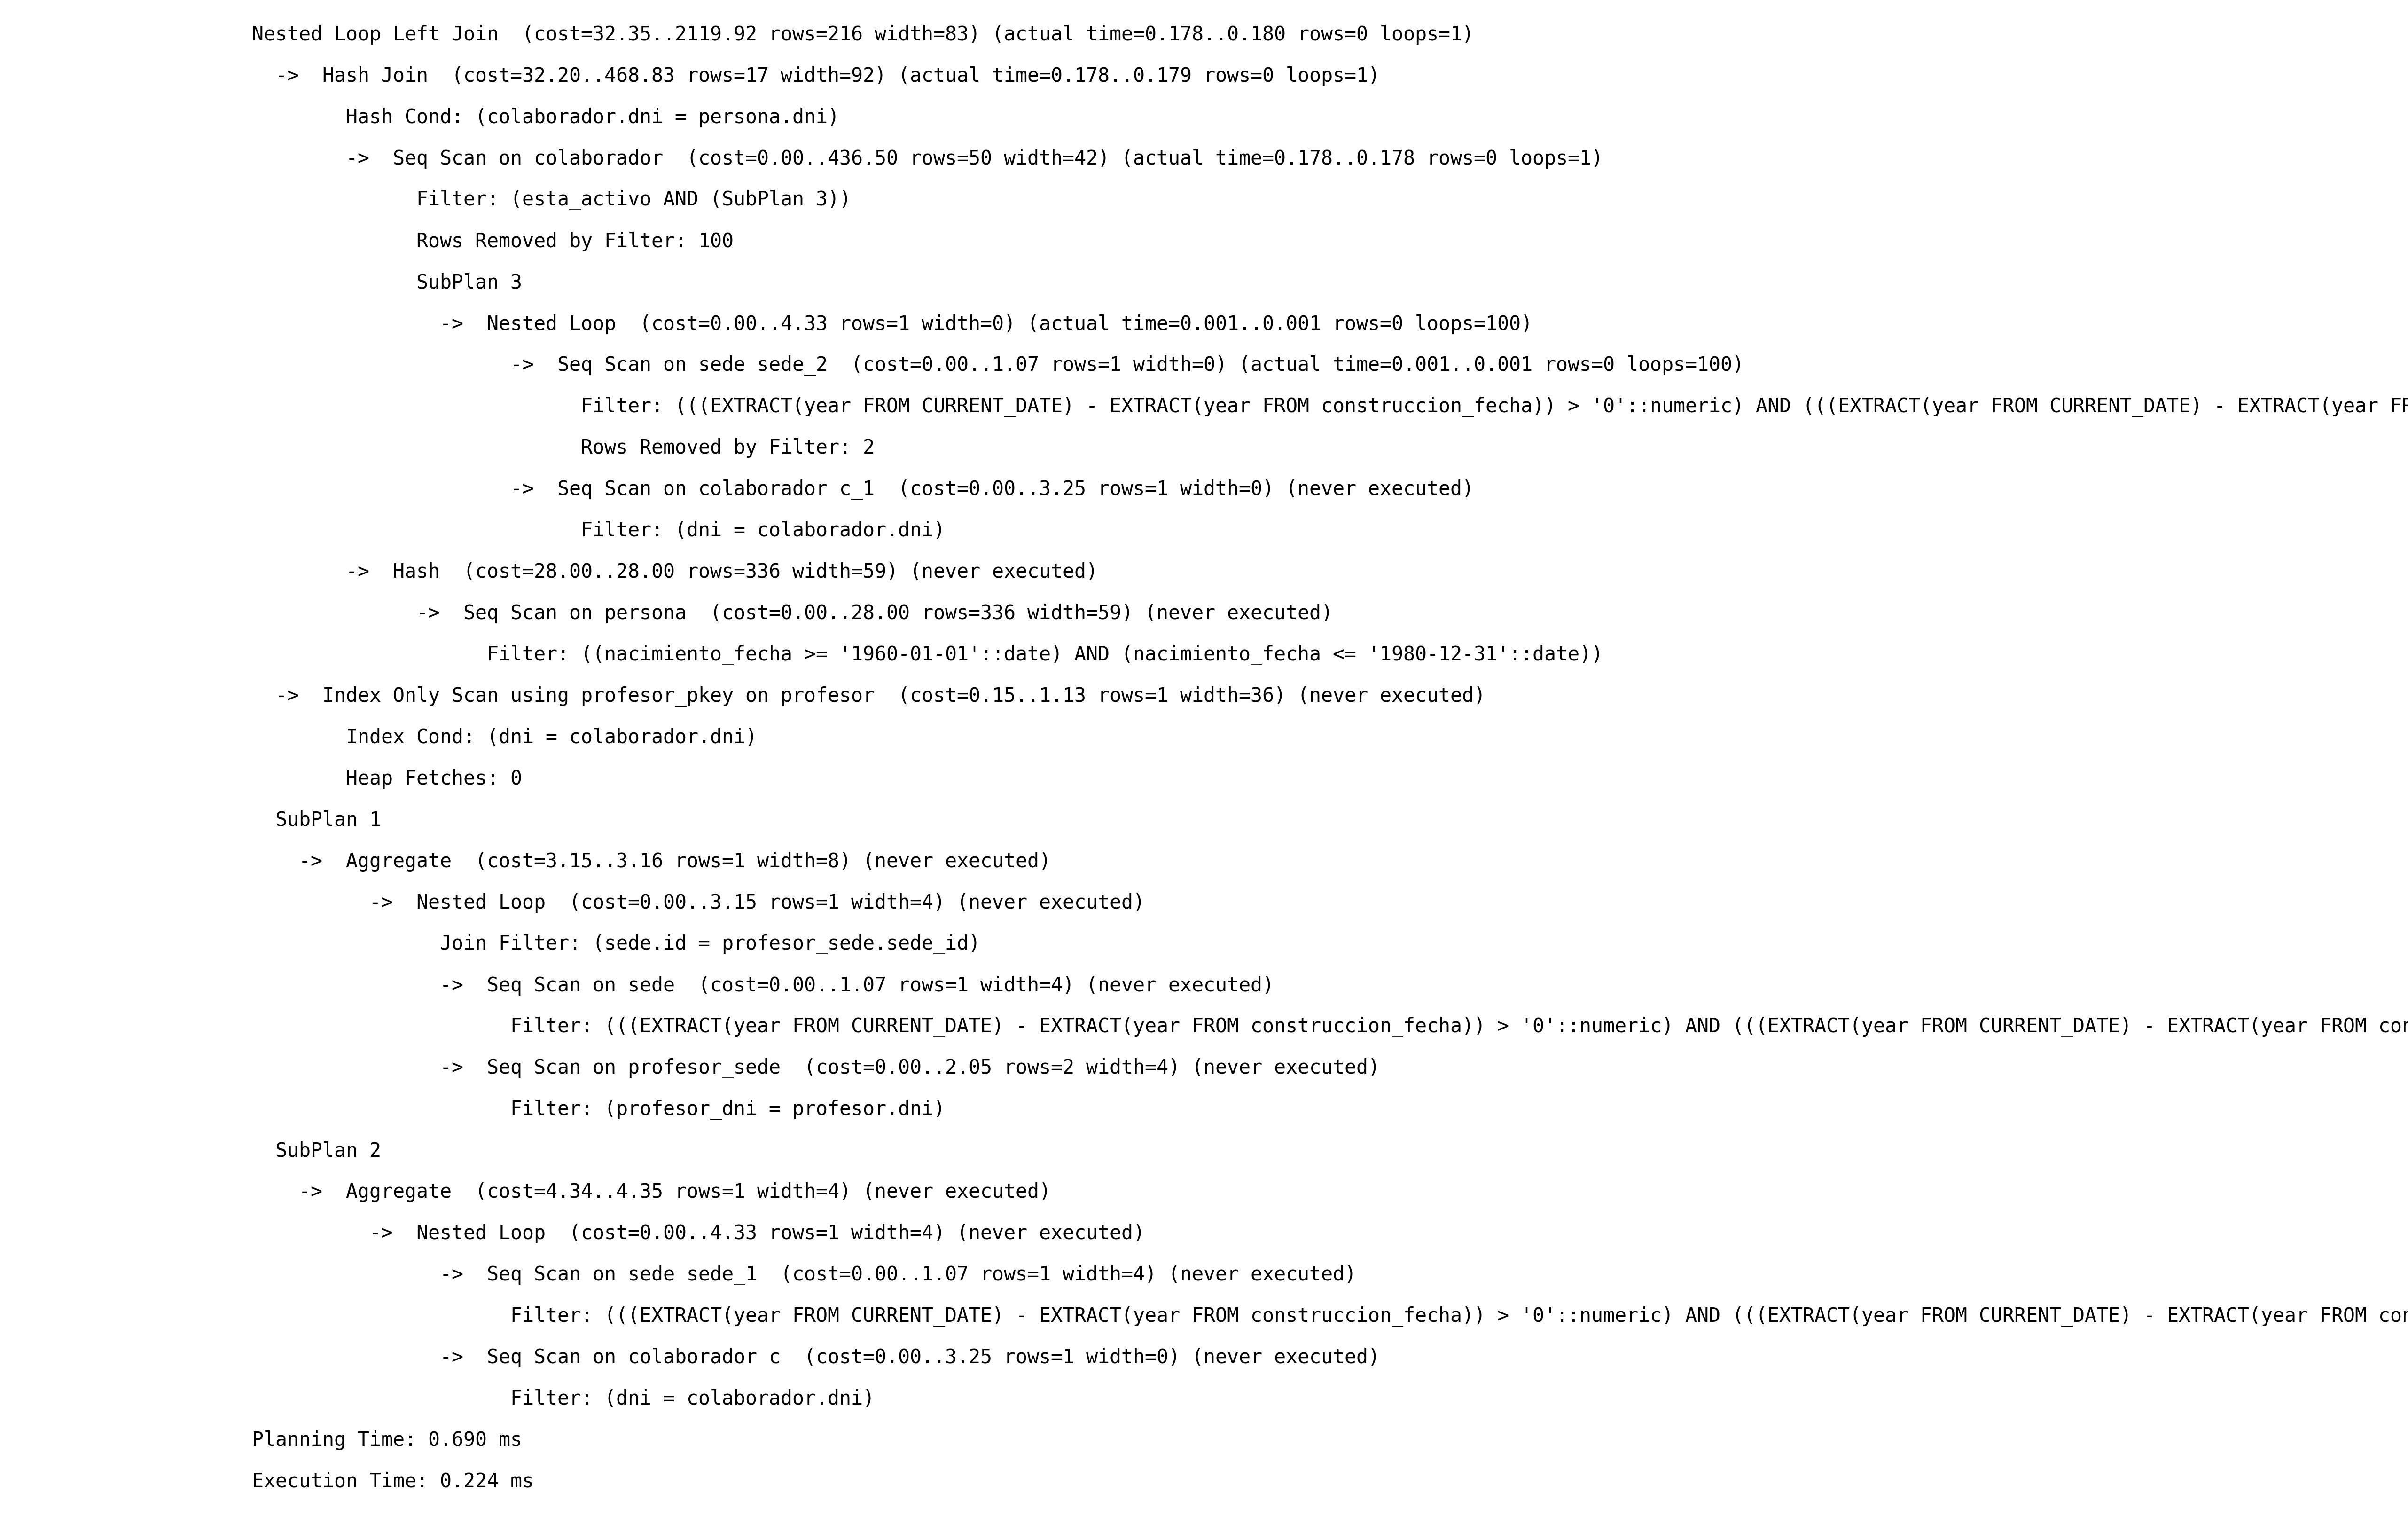 Nested Loop Left Join  (cost=32.35..2119.92 rows=216 width=83) (actual time=0.178..0.180 rows=0 loops=1)
  ->  Hash Join  (cost=32.20..468.83 rows=17 width=92) (actual time=0.178..0.179 rows=0 loops=1)
        Hash Cond: (colaborador.dni = persona.dni)
        ->  Seq Scan on colaborador  (cost=0.00..436.50 rows=50 width=42) (actual time=0.178..0.178 rows=0 loops=1)
              Filter: (esta_activo AND (SubPlan 3))
              Rows Removed by Filter: 100
              SubPlan 3
                ->  Nested Loop  (cost=0.00..4.33 rows=1 width=0) (actual time=0.001..0.001 rows=0 loops=100)
                      ->  Seq Scan on sede sede_2  (cost=0.00..1.07 rows=1 width=0) (actual time=0.001..0.001 rows=0 loops=100)
                            Filter: (((EXTRACT(year FROM CURRENT_DATE) - EXTRACT(year FROM construccion_fecha)) > '0'::numeric) AND (((EXTRACT(year FROM CURRENT_DATE) - EXTRACT(year
                            Rows Removed by Filter: 2
                      ->  Seq Scan on colaborador c_1  (cost=0.00..3.25 rows=1 width=0) (never executed)
                            Filter: (dni = colaborador.dni)
        ->  Hash  (cost=28.00..28.00 rows=336 width=59) (never executed)
              ->  Seq Scan on persona  (cost=0.00..28.00 rows=336 width=59) (never executed)
                    Filter: ((nacimiento_fecha >= '1960-01-01'::date) AND (nacimiento_fecha <= '1980-12-31'::date))
  ->  Index Only Scan using profesor_pkey on profesor  (cost=0.15..1.13 rows=1 width=36) (never executed)
        Index Cond: (dni = colaborador.dni)
        Heap Fetches: 0
  SubPlan 1
    ->  Aggregate  (cost=3.15..3.16 rows=1 width=8) (never executed)
          ->  Nested Loop  (cost=0.00..3.15 rows=1 width=4) (never executed)
                Join Filter: (sede.id = profesor_sede.sede_id)
                ->  Seq Scan on sede  (cost=0.00..1.07 rows=1 width=4) (never executed)
                      Filter: (((EXTRACT(year FROM CURRENT_DATE) - EXTRACT(year FROM construccion_fecha)) > '0'::numeric) AND (((EXTRACT(year FROM CURRENT_DATE) - EXTRACT(year FROM
                ->  Seq Scan on profesor_sede  (cost=0.00..2.05 rows=2 width=4) (never executed)
                      Filter: (profesor_dni = profesor.dni)
  SubPlan 2
    ->  Aggregate  (cost=4.34..4.35 rows=1 width=4) (never executed)
          ->  Nested Loop  (cost=0.00..4.33 rows=1 width=4) (never executed)
                ->  Seq Scan on sede sede_1  (cost=0.00..1.07 rows=1 width=4) (never executed)
                      Filter: (((EXTRACT(year FROM CURRENT_DATE) - EXTRACT(year FROM construccion_fecha)) > '0'::numeric) AND (((EXTRACT(year FROM CURRENT_DATE) - EXTRACT(year FROM
                ->  Seq Scan on colaborador c  (cost=0.00..3.25 rows=1 width=0) (never executed)
                      Filter: (dni = colaborador.dni)
Planning Time: 0.690 ms
Execution Time: 0.224 ms